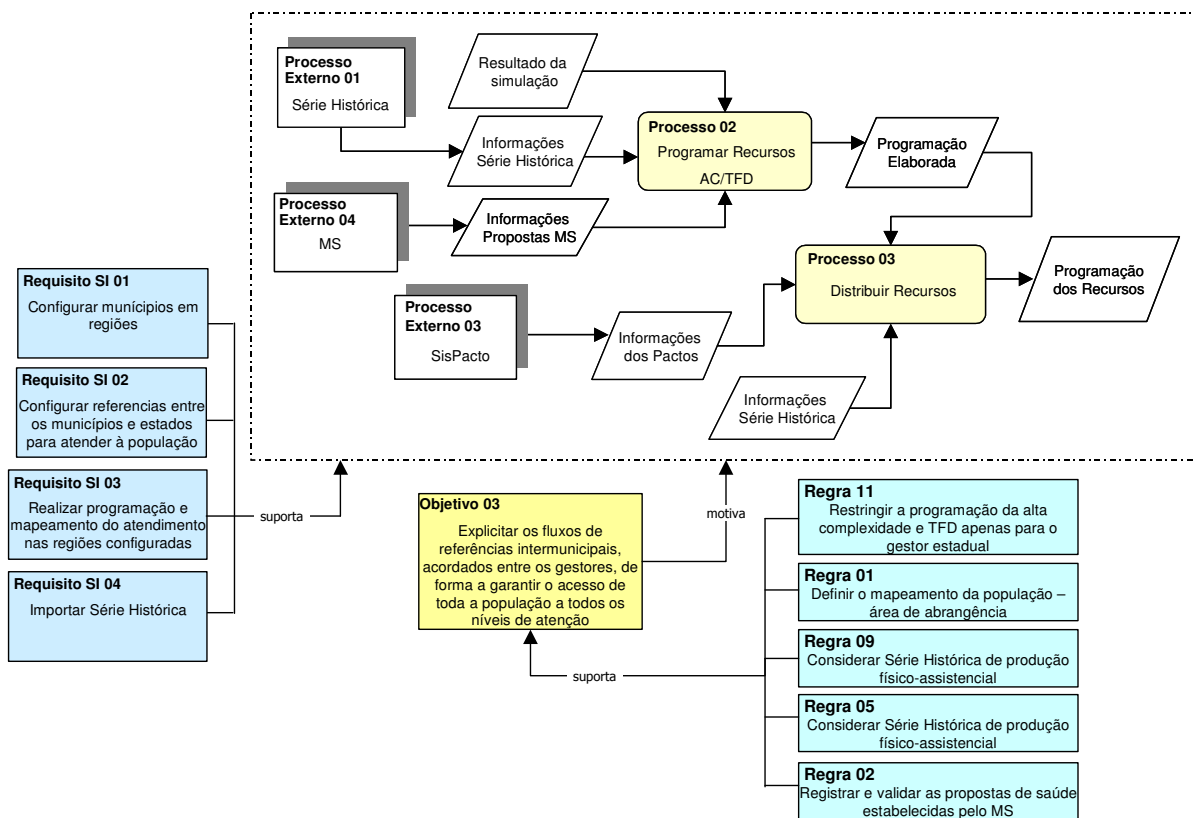 Processo
Externo 01
Série Histórica
Resultado da
simulação
Informações
Série Histórica
Processo 02
Programar Recursos
AC/TFD
Programação
Elaborada
Processo
Externo 04
MS
Informações
Propostas MS
Processo 03
Distribuir Recursos
Programação
dos Recursos
Processo
Externo 03
SisPacto
Informações
dos Pactos
Informações
Série Histórica
Requisito SI 01
Configurar munícipios em
regiões
Requisito SI 02
Configurar referencias entre
os municípios e estados
para atender à população
Requisito SI 03
Realizar programação e
mapeamento do atendimento
nas regiões configuradas
Requisito SI 04
Importar Série Histórica
suporta
Objetivo 03
Explicitar os fluxos de
referências intermunicipais,
acordados entre os gestores, de
forma a garantir o acesso de
toda a população a todos os
níveis de atenção
motiva
suporta
Regra 11
Restringir a programação da alta
complexidade e TFD apenas para o
gestor estadual
Regra 01
Definir o mapeamento da população –
área de abrangência
Regra 09
Considerar Série Histórica de produção
físico-assistencial
Regra 05
Considerar Série Histórica de produção
físico-assistencial
Regra 02
Registrar e validar as propostas de saúde
estabelecidas pelo MS